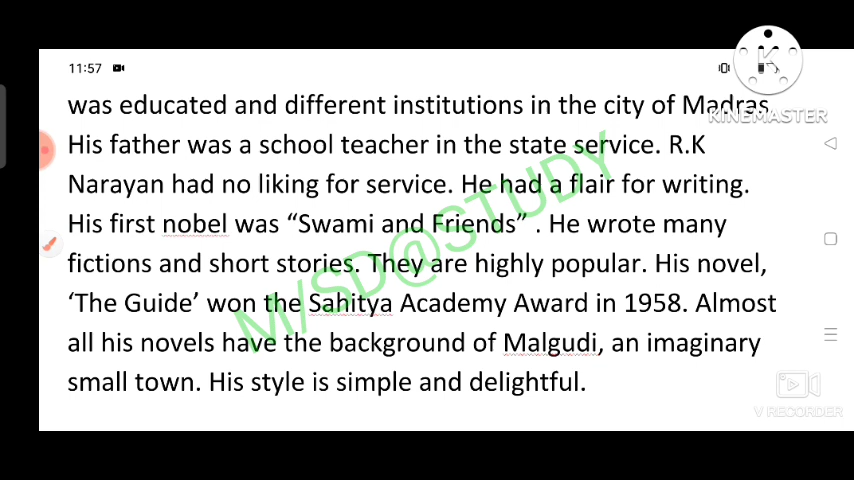 11:57
KINEMASTER
was educated and different institutions in the city of Madras.
His father was a school teacher in the state service. R.K
Narayan had no liking for service. He had a flair for writing.
His first nobel was “Swami and Friends” . He wrote many
fictions and short stories. They are highly popular. His novel,
‘The Guide’ won the Sahitya Academy Award in 1958. Almost
all his novels have the background of Malgudi, an imaginary
small town. His style is simple and delightful.
M/SD@STUDY
V RECORDER